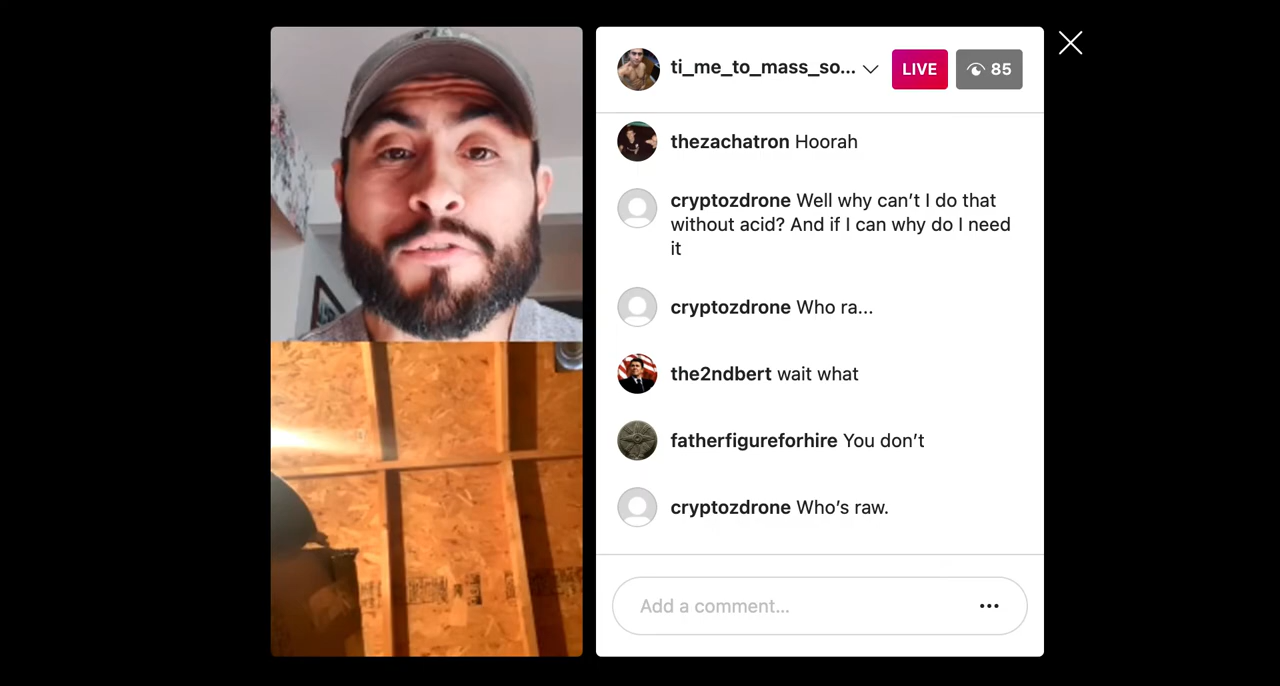 ti_me_to_mass_so...
LIVE
85
thezachatron Hoorah
cryptozdrone Well why can’t I do that
without acid? And if I can why do I need
it
cryptozdrone Who ra...
the2ndbert wait what
fatherfigureforhire You don’t
cryptozdrone Who’s raw.
Add a comment...